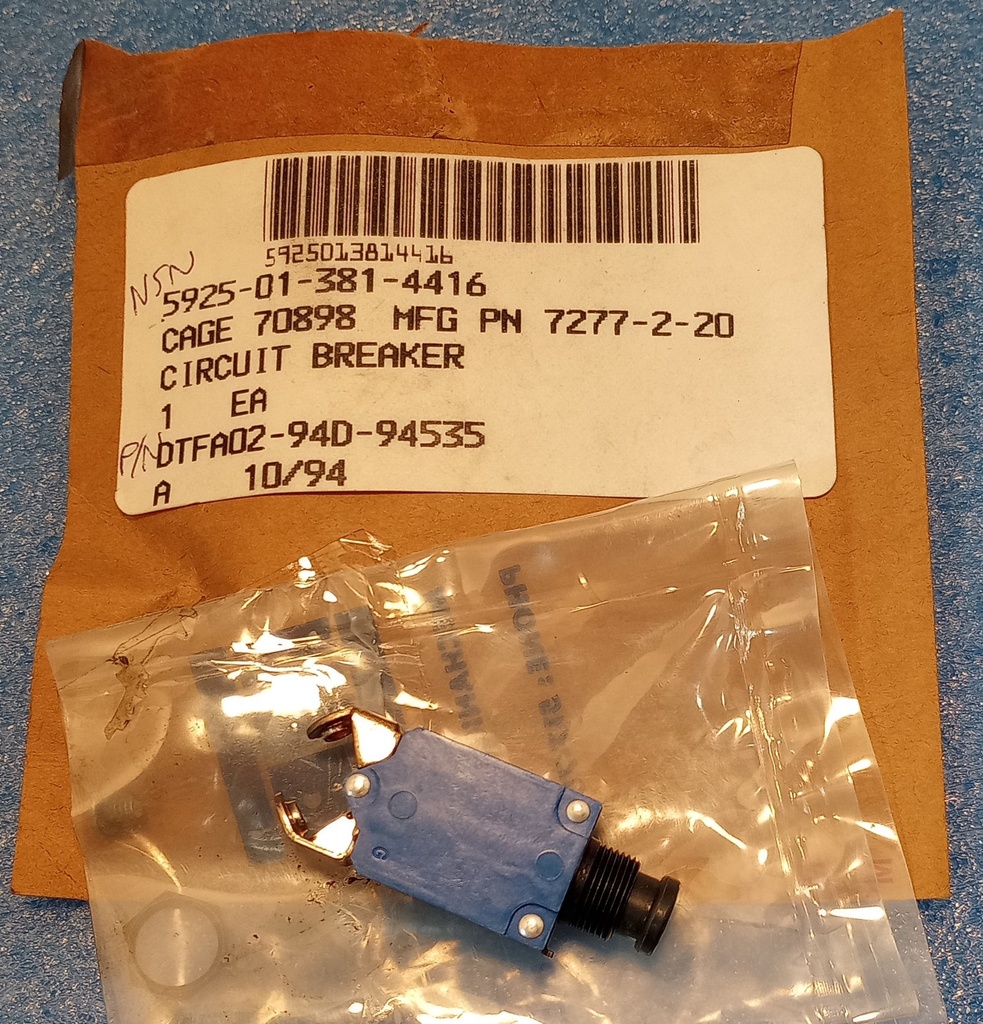 5925013814416
NSN
5925-01-381-4416
CAGE 70898 MFG PN 7277-2-20
CIRCUIT BREAKER
1 EA
P/N DTFA02-94D-94535
A 10/94
PHONE:
G
M